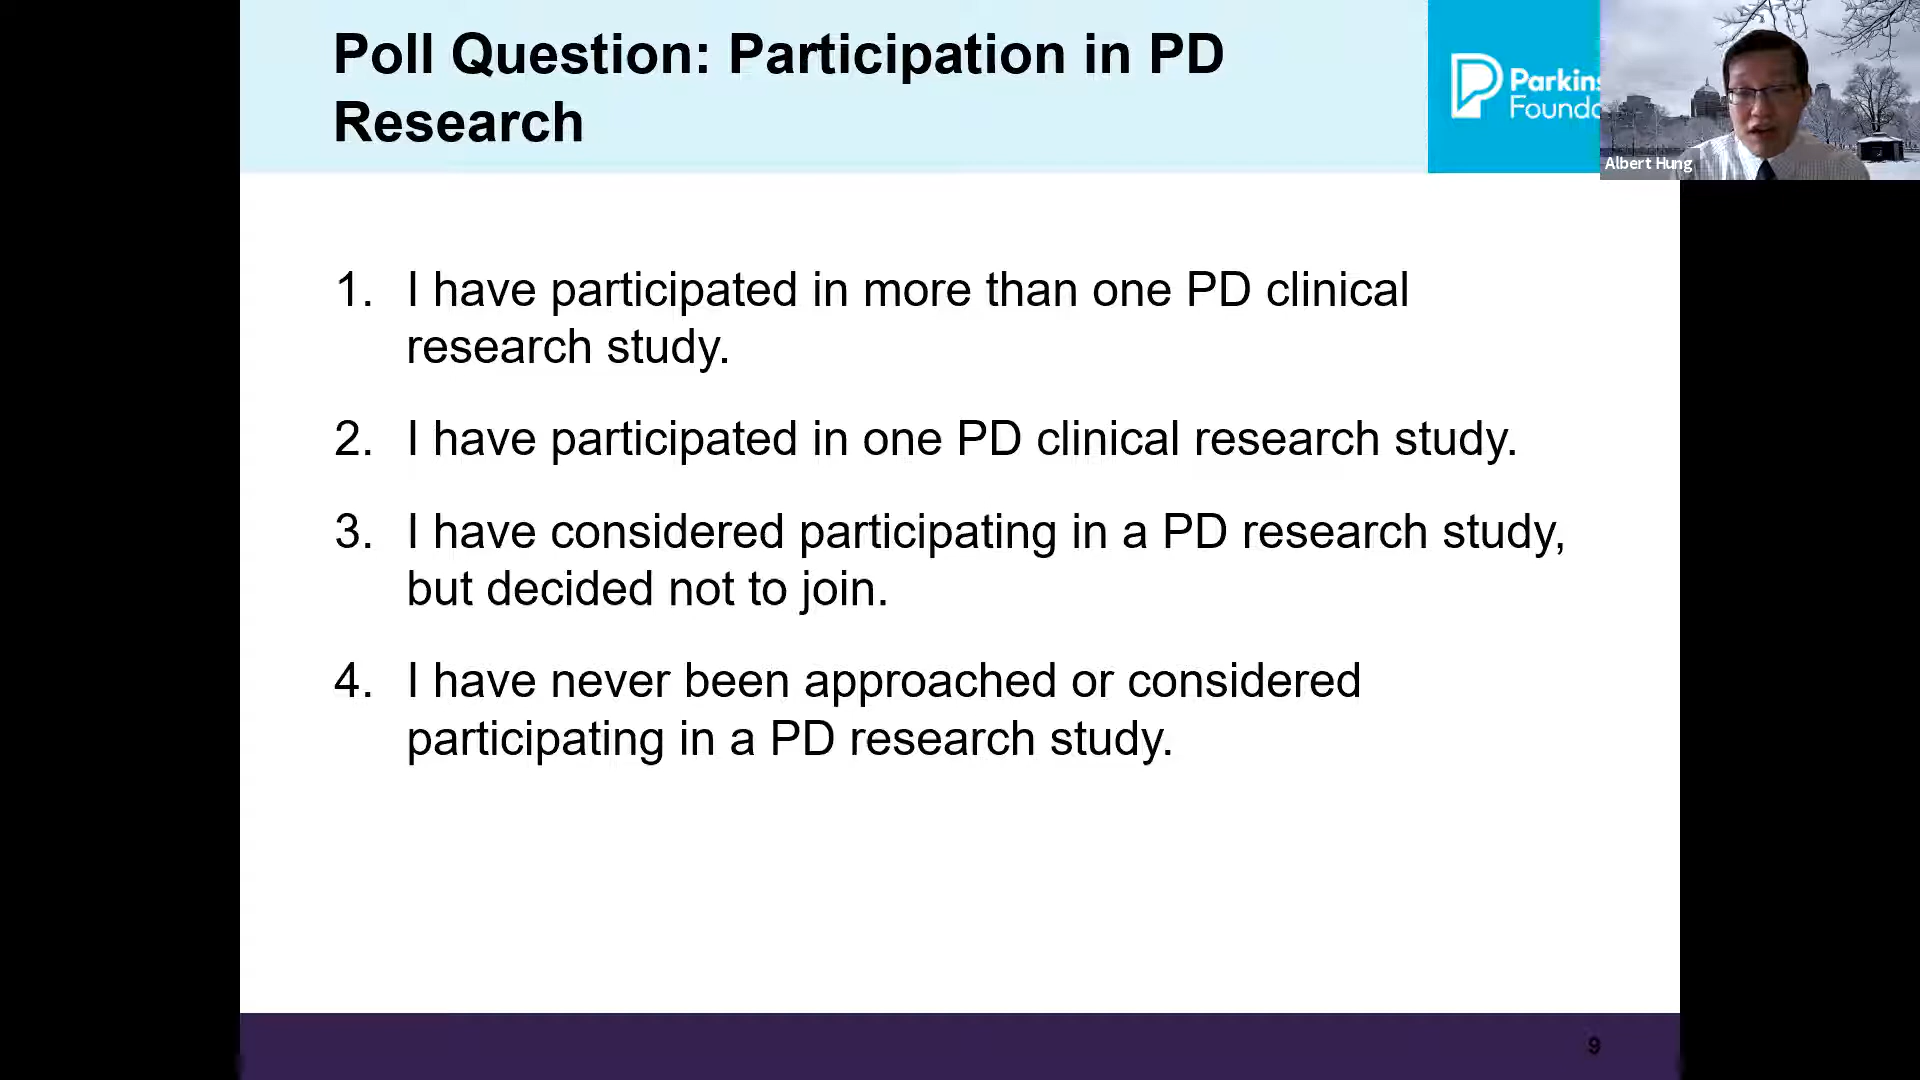 Poll Question: Participation in PD
Research
Parkins
Founda
Albert Hung
1. I have participated in more than one PD clinical
research study.
2. I have participated in one PD clinical research study.
3. I have considered participating in a PD research study,
but decided not to join.
4. I have never been approached or considered
participating in a PD research study.
9